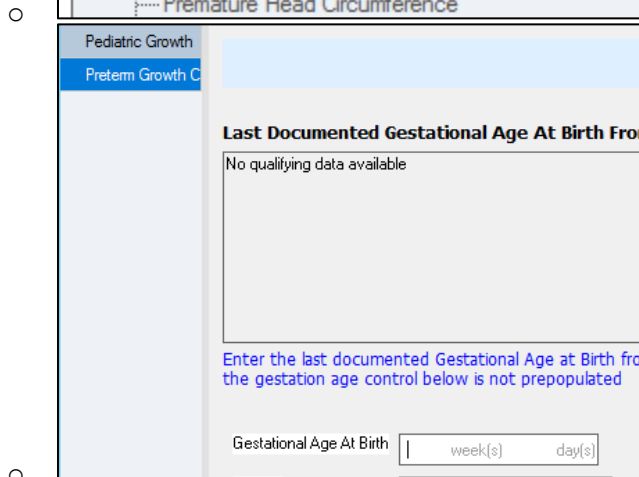 Premature Head Circumference
Pediatric Growth
Preterm Growth C
Last Documented Gestational Age At Birth Fro
No qualifying data available
Enter the last documented Gestational Age at Birth fro
the gestation age control below is not prepopulated
Gestational Age At Birth week(s) day(s)